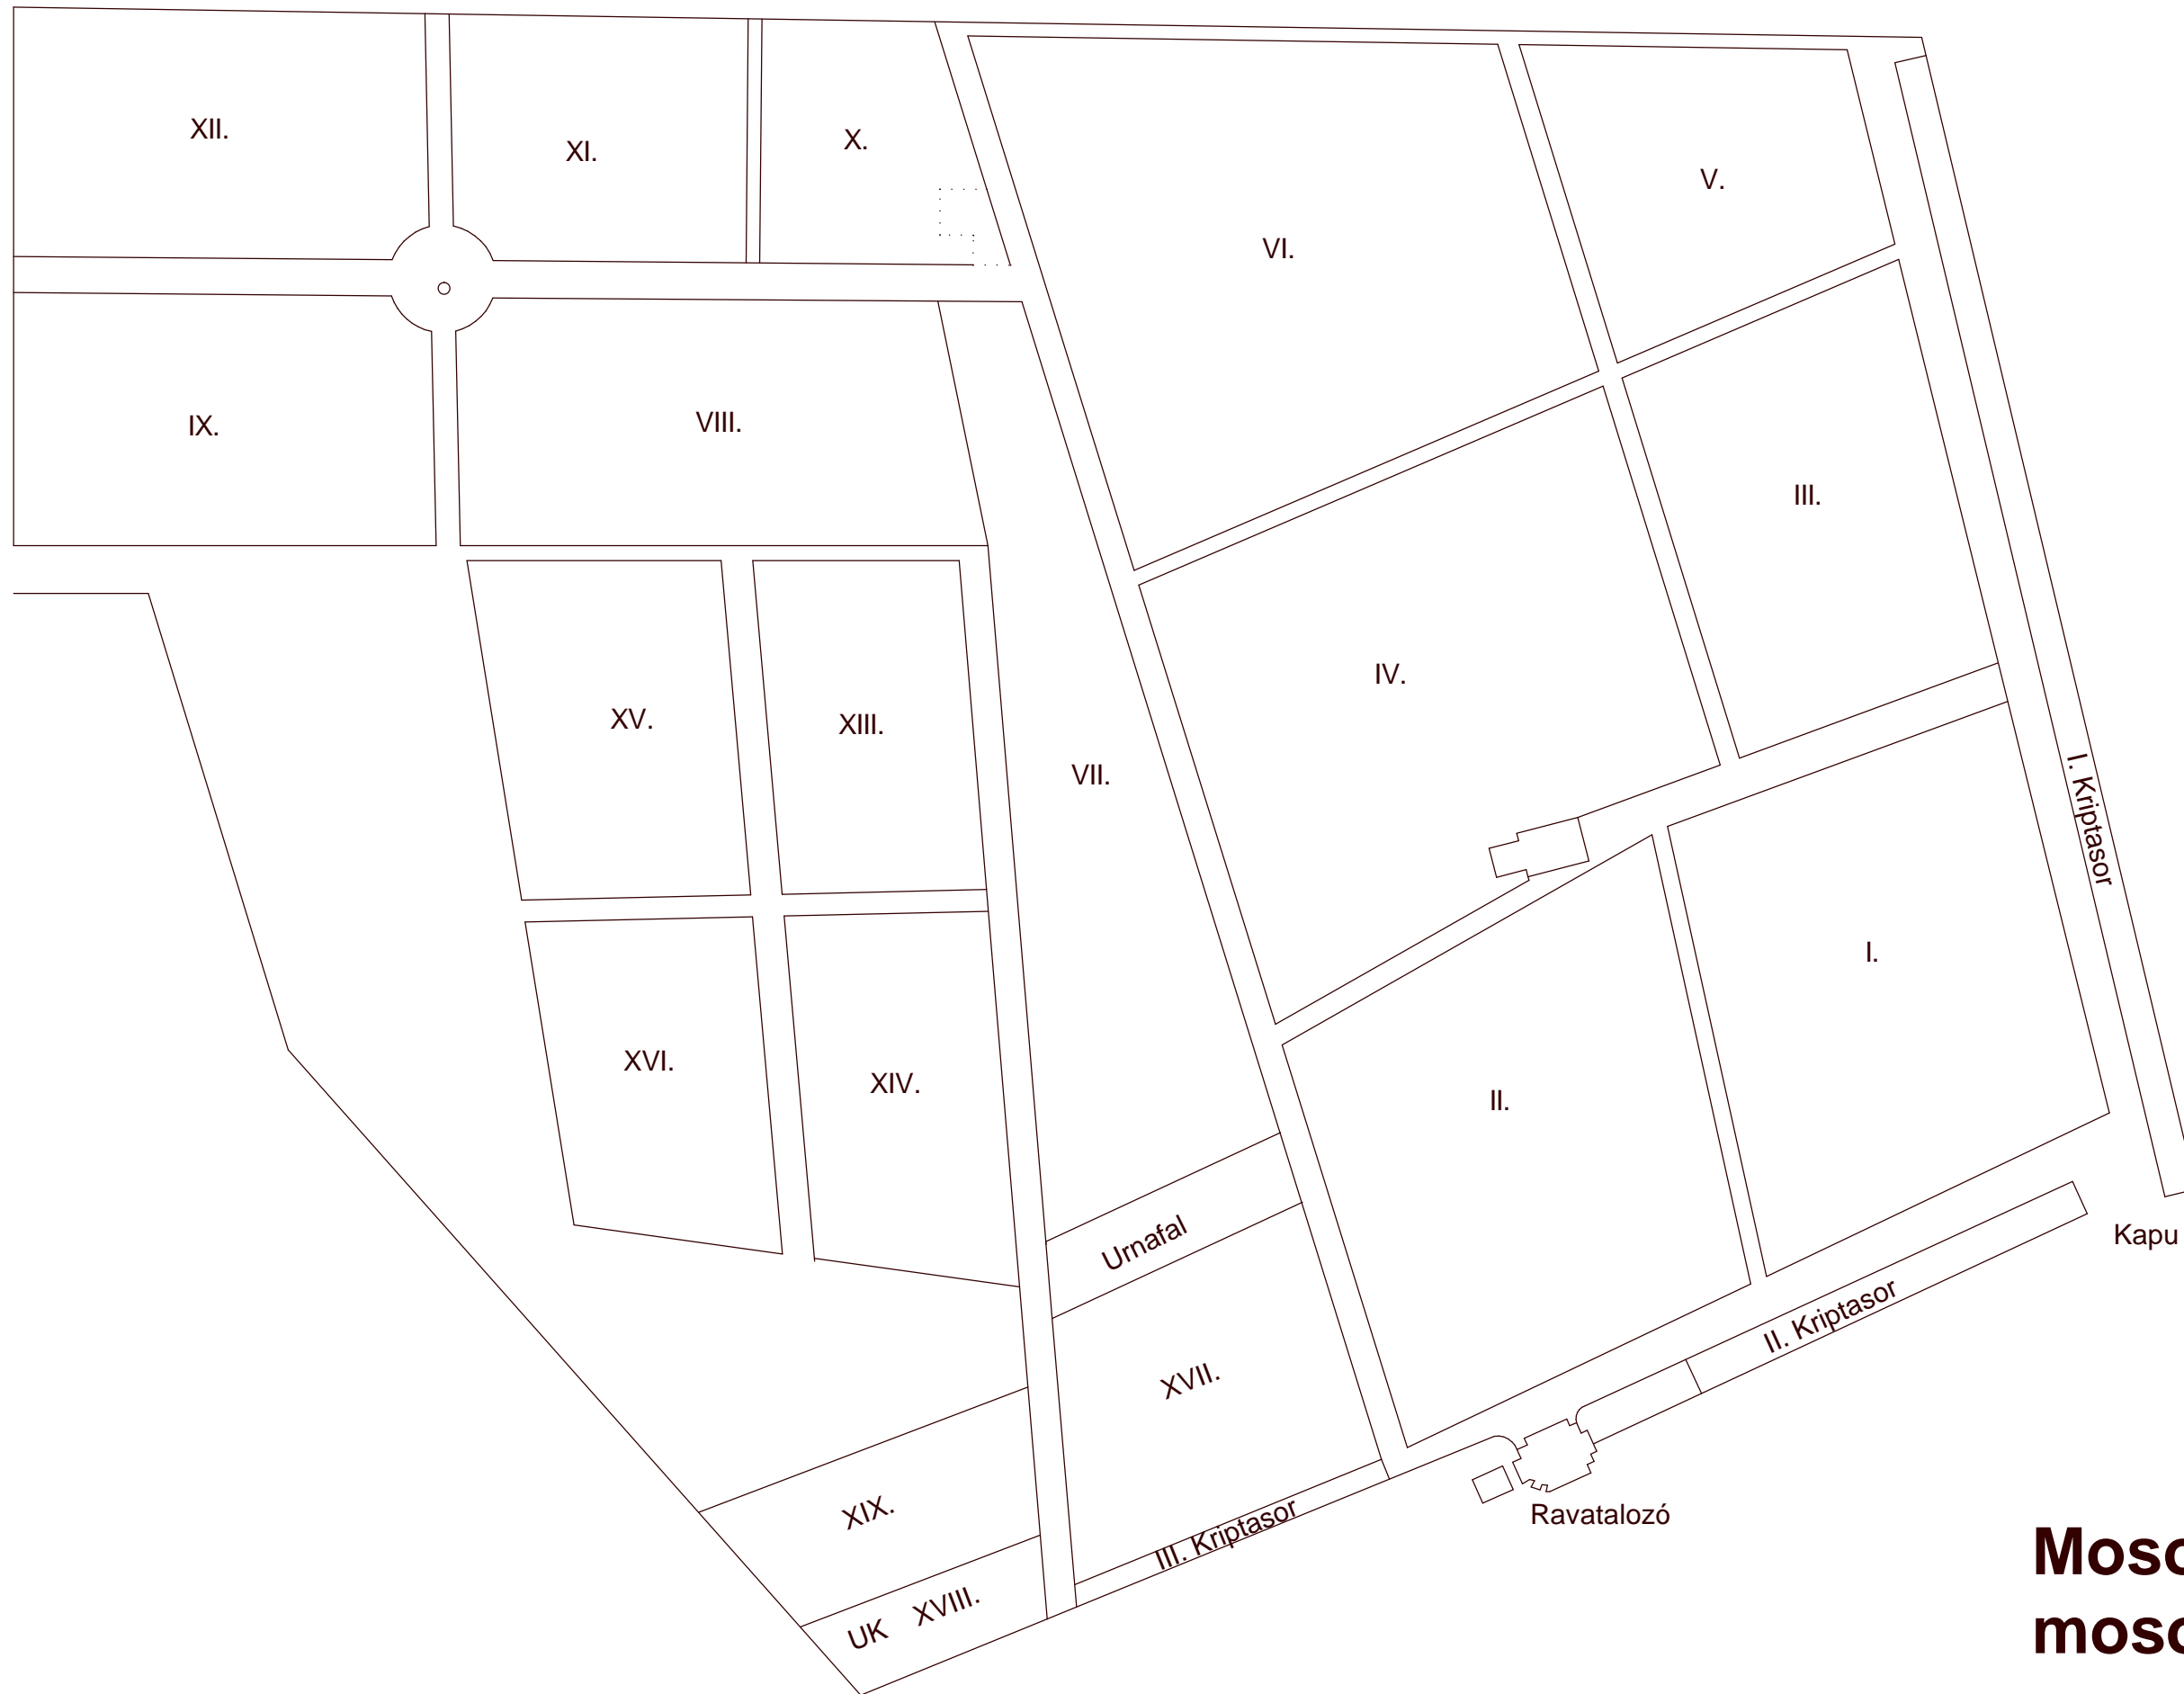 XII.
XI.
X.
V.
VI.
IX.
VIII.
III.
IV.
XV.
XIII.
VII.
I. Kriptasor
I.
XVI.
XIV.
II.
Urnafal
Kapu
II. Kriptasor
XVII.
XIX.
III. Kriptasor
Ravatalozó
UK XVIII.